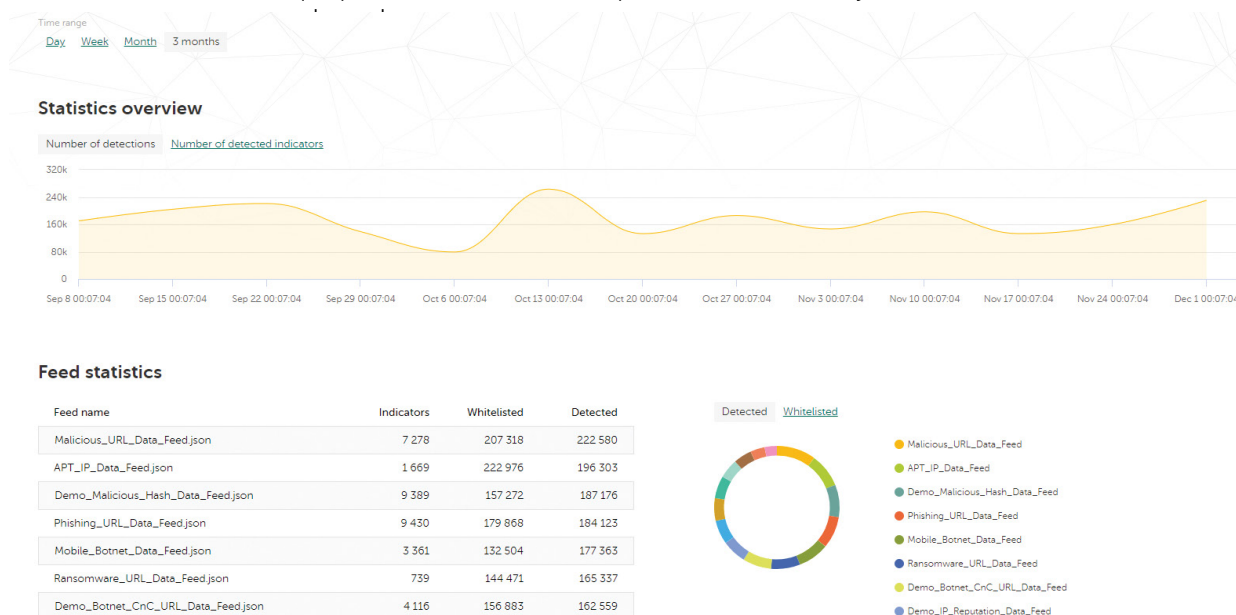 Time range
Day Week Month 3 months
Statistics overview
Number of detections Number of detected indicators
320k
240k
160k
80k
0
Sep 8 00:07:04 Sep 15 00:07:04 Sep 22 00:07:04 Sep 29 00:07:04 Oct 6 00:07:04 Oct 13 00:07:04 Oct 20 00:07:04 Oct 27 00:07:04 Nov 3 00:07:04 Nov 10 00:07:04 Nov 17 00:07:04 Nov 24 00:07:04 Dec 1 00:07:04
Feed statistics
Feed name Indicators Whitelisted Detected
Malicious_URL_Data_Feed.json 7 278 207 318 222 580
APT_IP_Data_Feed.json 1 669 222 976 196 303
Demo_Malicious_Hash_Data_Feed.json 9 389 157 272 187 176
Phishing_URL_Data_Feed.json 9 430 179 868 184 123
Mobile_Botnet_Data_Feed.json 3 361 132 504 177 363
Ransomware_URL_Data_Feed.json 739 144 471 165 337
Demo_Botnet_CnC_URL_Data_Feed.json 4 116 156 883 162 559
Detected Whitelisted
Malicious_URL_Data_Feed
APT_IP_Data_Feed
Demo_Malicious_Hash_Data_Feed
Phishing_URL_Data_Feed
Mobile_Botnet_Data_Feed
Ransomware_URL_Data_Feed
Demo_Botnet_CnC_URL_Data_Feed
Demo_IP_Reputation_Data_Feed